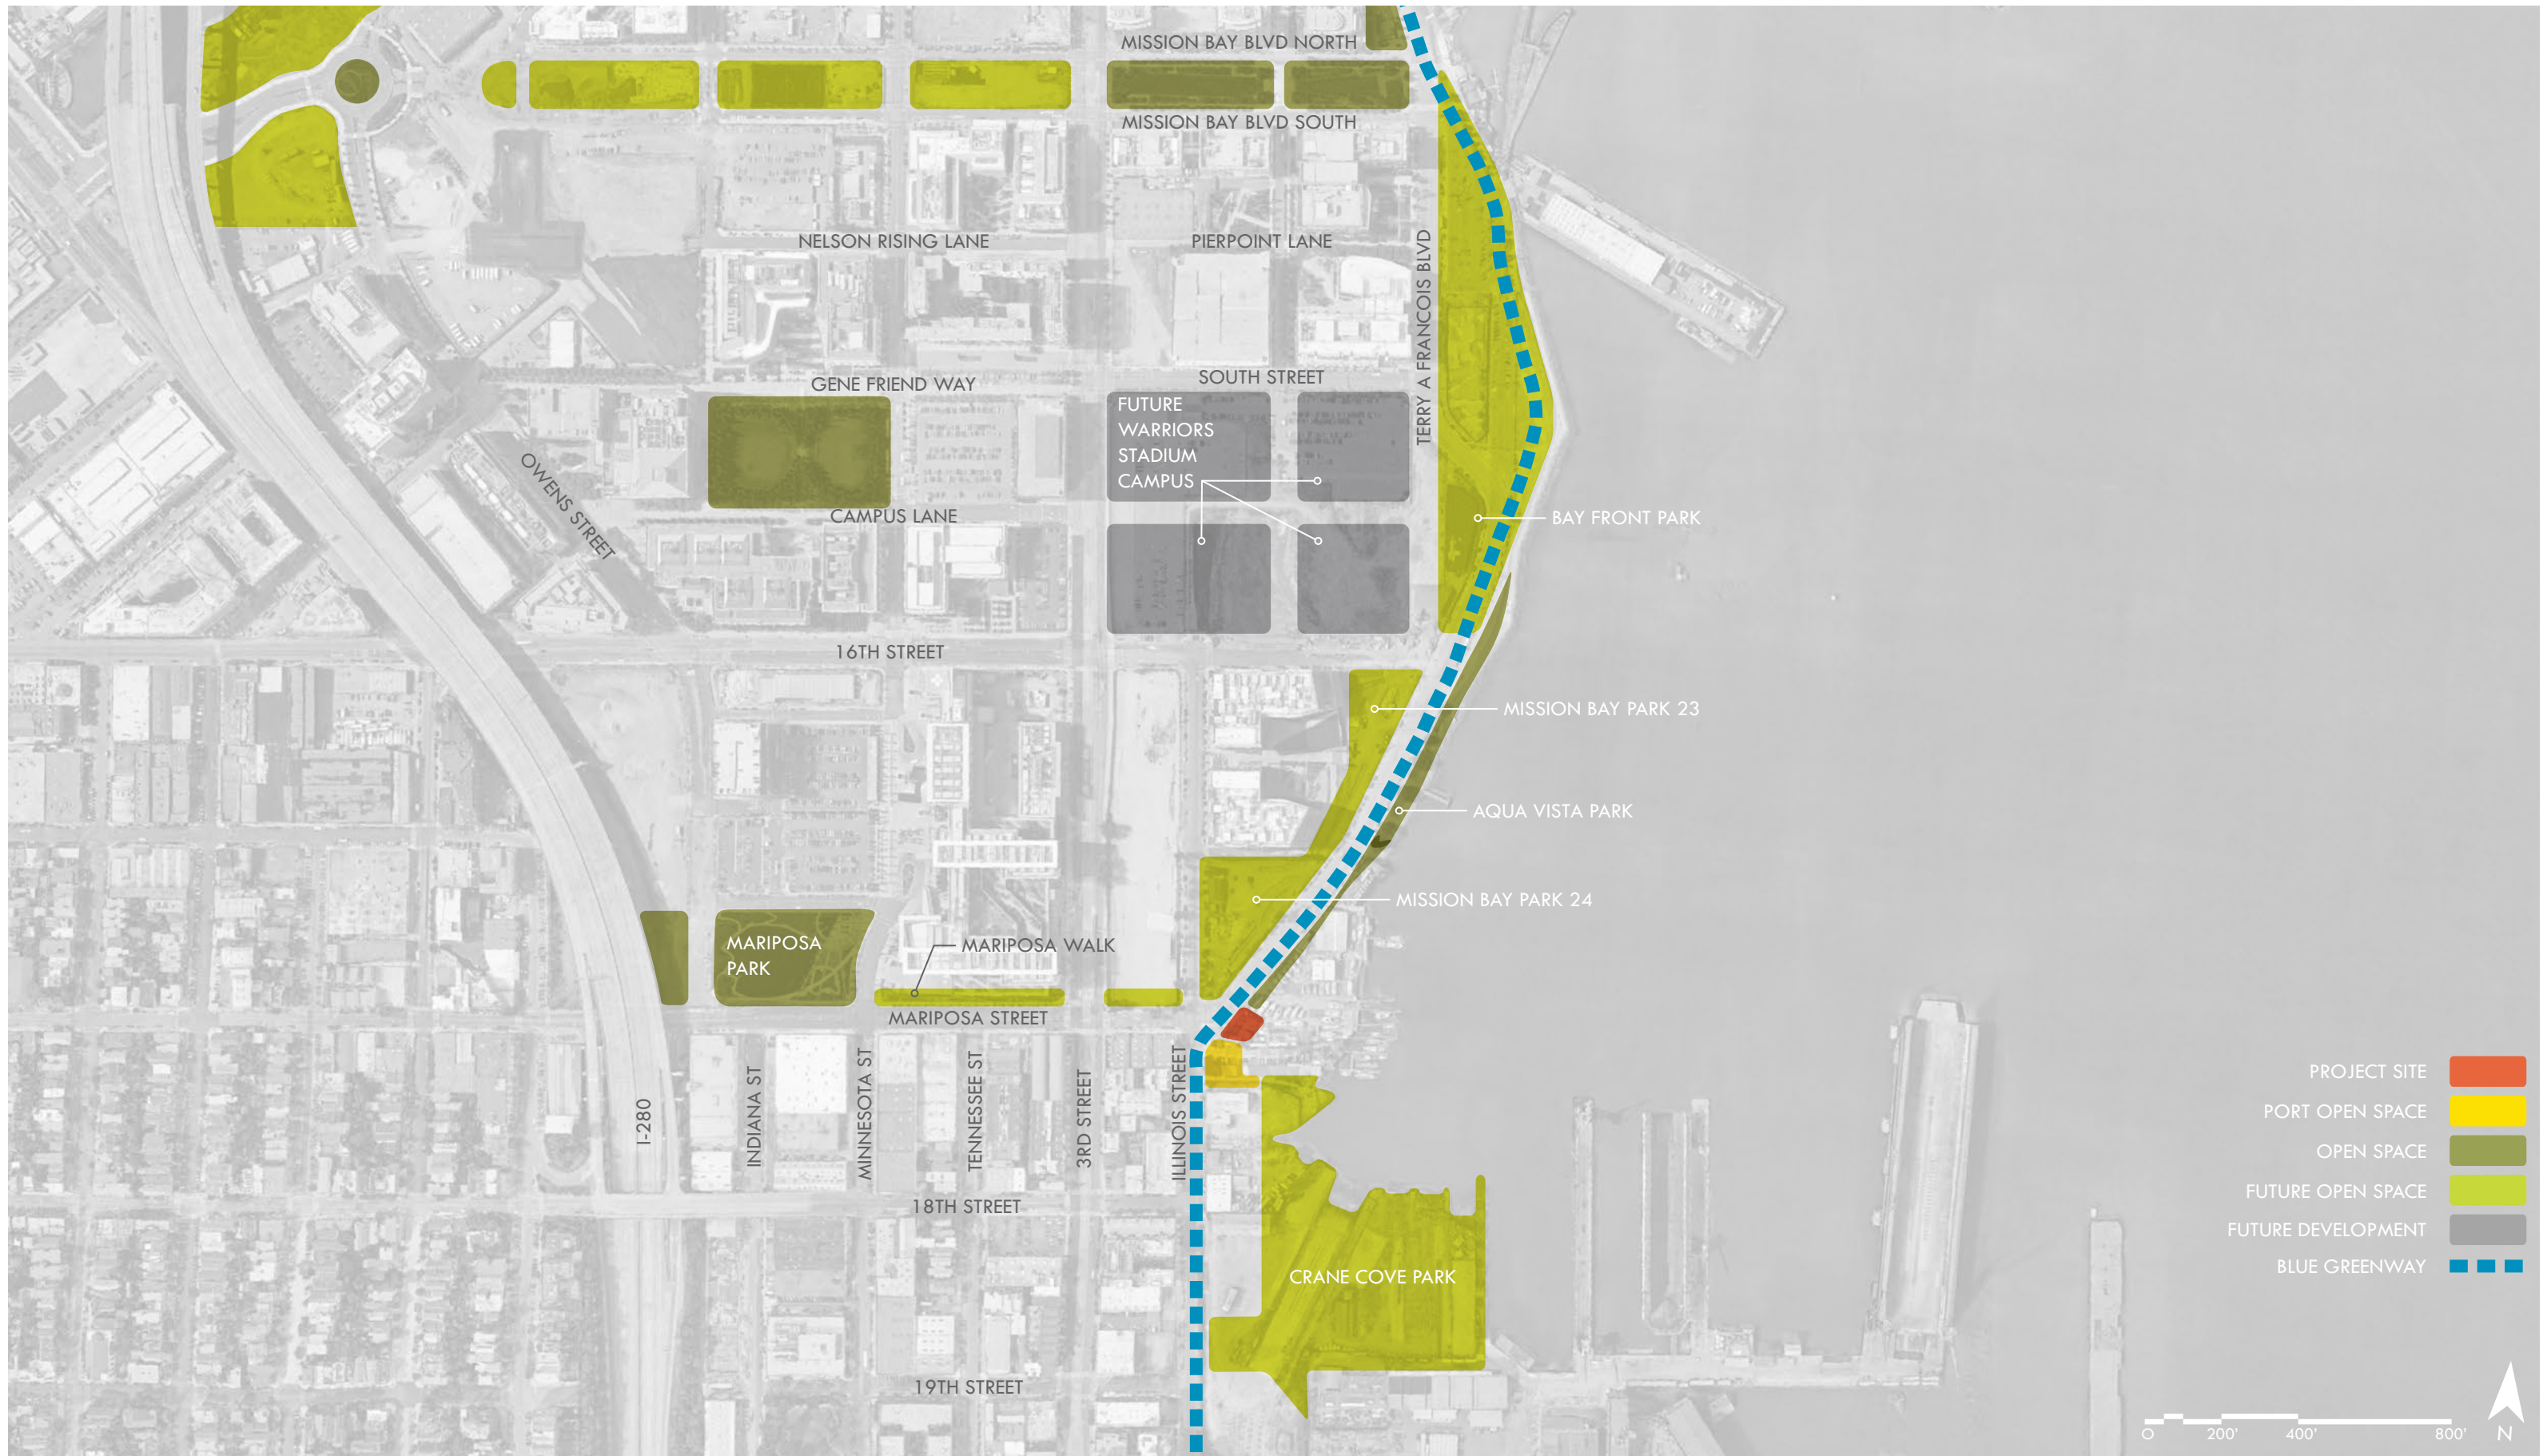 MISSION BAY BLVD NORTH
MISSION BAY BLVD SOUTH
NELSON RISING LANE
PIERPOINT LANE
TERRY A FRANCOIS BLVD
GENE FRIEND WAY
SOUTH STREET
FUTURE
WARRIORS
STADIUM
CAMPUS
OWENS STREET
CAMPUS LANE
BAY FRONT PARK
16TH STREET
MISSION BAY PARK 23
AQUA VISTA PARK
MISSION BAY PARK 24
MARIPOSA
PARK
MARIPOSA WALK
MARIPOSA STREET
I-280
INDIANA ST
MINNESOTA ST
TENNESSEE ST
3RD STREET
ILLINOIS STREET
18TH STREET
CRANE COVE PARK
19TH STREET
PROJECT SITE
PORT OPEN SPACE
OPEN SPACE
FUTURE OPEN SPACE
FUTURE DEVELOPMENT
BLUE GREENWAY
0 200' 400' 800'
N